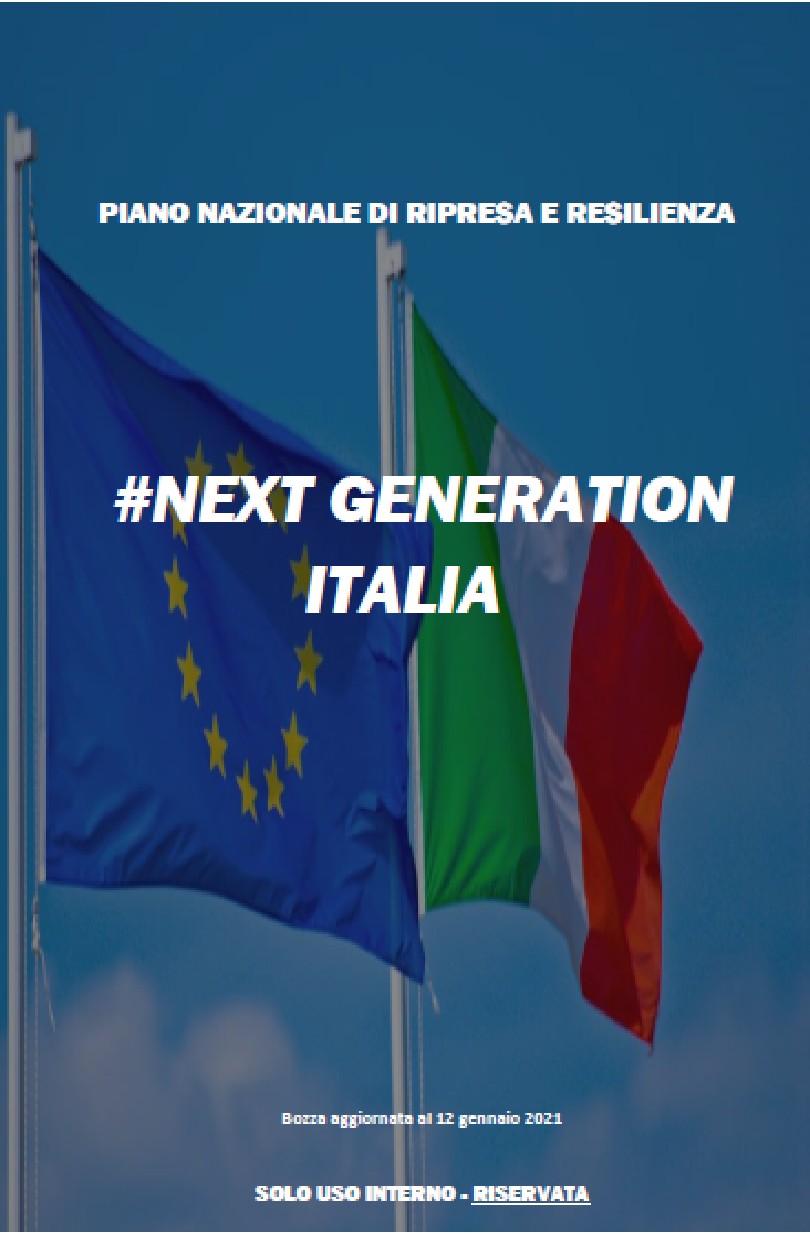 PIANO NAZIONALE DI RIPRESA E RESILIENZA
#NEXT GENERATION
ITALIA
Bozza aggiornata al 12 gennaio 2021
SOLO USO INTERNO - RISERVATA